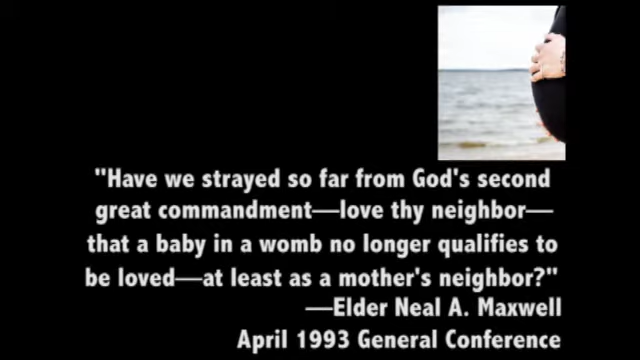 "Have we strayed so far from God's second
great commandment—love thy neighbor—
that a baby in a womb no longer qualifies to
be loved—at least as a mother's neighbor?"
—Elder Neal A. Maxwell
April 1993 General Conference